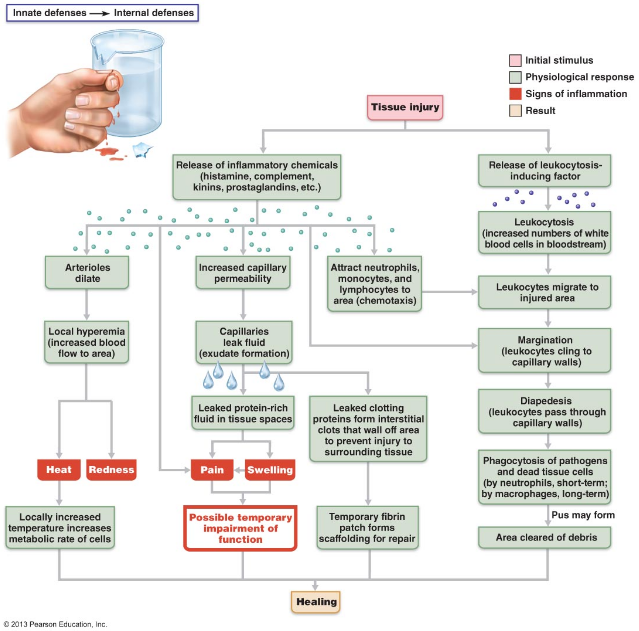 Innate defenses → Internal defenses
Initial stimulus
Physiological response
Signs of inflammation
Result
Tissue injury
Release of inflammatory chemicals
(histamine, complement,
kinins, prostaglandins, etc.)
Release of leukocytosis-
inducing factor
Leukocytosis
(increased numbers of white
blood cells in bloodstream)
Arterioles
dilate
Increased capillary
permeability
Attract neutrophils,
monocytes, and
lymphocytes to
area (chemotaxis)
Leukocytes migrate to
injured area
Local hyperemia
(increased blood
flow to area)
Capillaries
leak fluid
(exudate formation)
Margination
(leukocytes cling to
capillary walls)
Leaked protein-rich
fluid in tissue spaces
Leaked clotting
proteins form interstitial
clots that wall off area
to prevent injury to
surrounding tissue
Diapedesis
(leukocytes pass through
capillary walls)
Heat
Redness
Pain
Swelling
Phagocytosis of pathogens
and dead tissue cells
(by neutrophils, short-term;
by macrophages, long-term)
Locally increased
temperature increases
metabolic rate of cells
Possible temporary
impairment of
function
Temporary fibrin
patch forms
scaffolding for repair
Pus may form
Area cleared of debris
Healing
© 2013 Pearson Education, Inc.